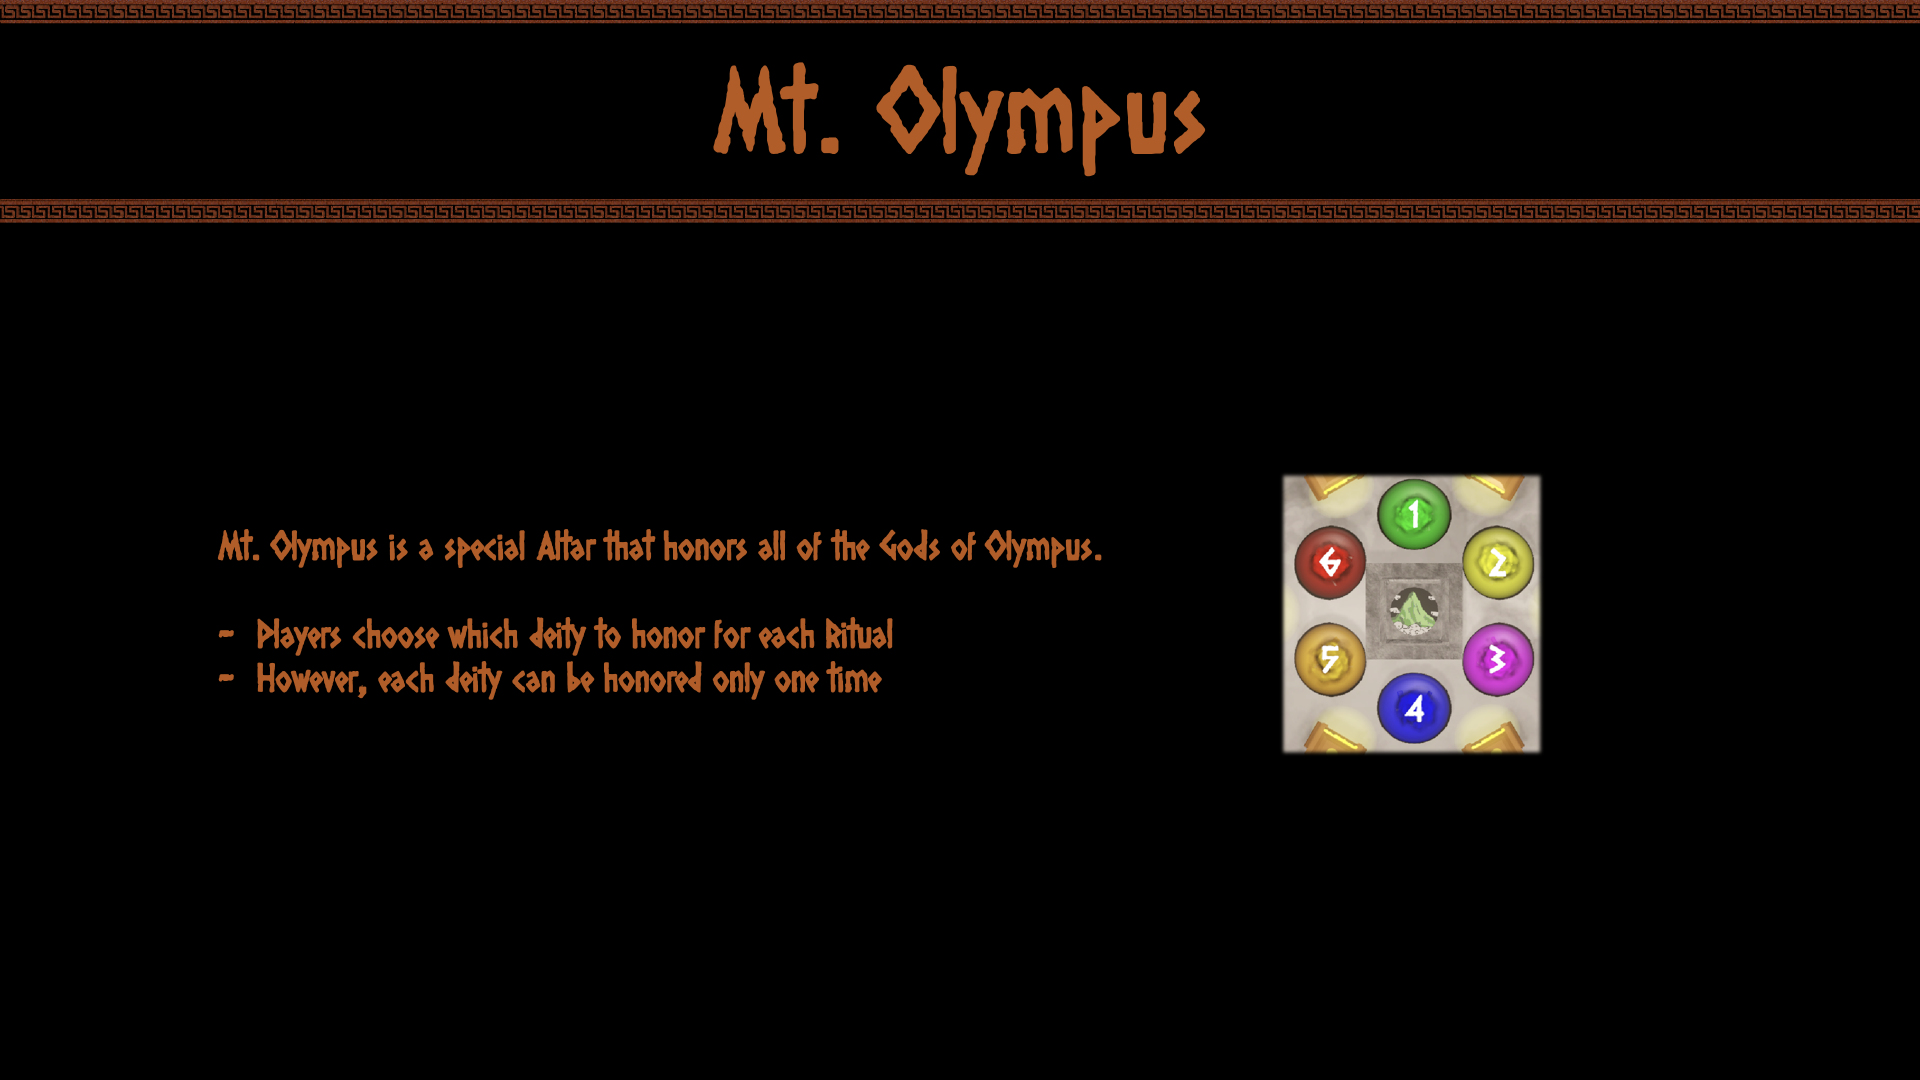 Mt. Olympus
Mt. Olympus is a special Altar that honors all of the Gods of Olympus.
- Players choose which deity to honor for each Ritual
- However, each deity can be honored only one time
1
6
2
5
3
4